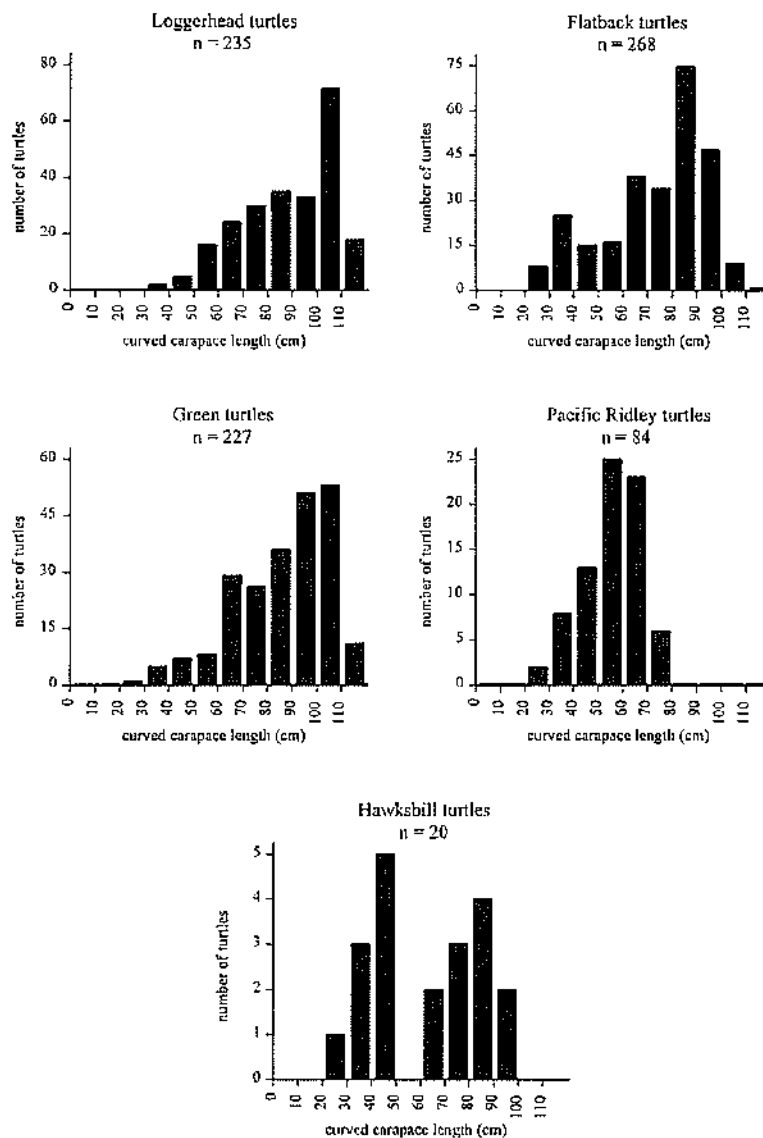 Loggerhead turtles
n = 235
80
60
40
20
0
number of turtles
0 10 20 30 40 50 60 70 80 90 100 110
curved carapace length (cm)
Flatback turtles
n = 268
75
60
45
30
15
0
number of turtles
0 10 20 30 40 50 60 70 80 90 100 110
curved carapace length (cm)
Green turtles
n = 227
60
45
30
15
0
number of turtles
0 10 20 30 40 50 60 70 80 90 100 110
curved carapace length (cm)
Pacific Ridley turtles
n = 84
25
20
15
10
5
0
number of turtles
0 10 20 30 40 50 60 70 80 90 100 110
curved carapace length (cm)
Hawksbill turtles
n = 20
5
4
3
2
1
0
number of turtles
0 10 20 30 40 50 60 70 80 90 100 110
curved carapace length (cm)